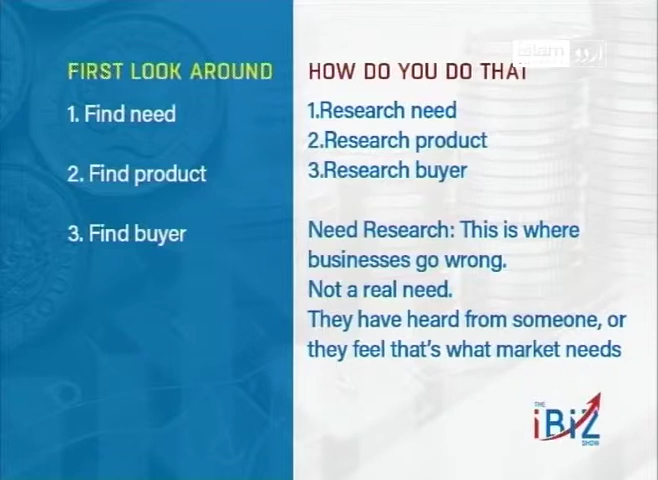 islam اردو
FIRST LOOK AROUND
1. Find need
2. Find product
3. Find buyer
HOW DO YOU DO THAT
1.Research need
2.Research product
3.Research buyer
Need Research: This is where
businesses go wrong.
Not a real need.
They have heard from someone, or
they feel that's what market needs
THE
iBiZ
SHOW